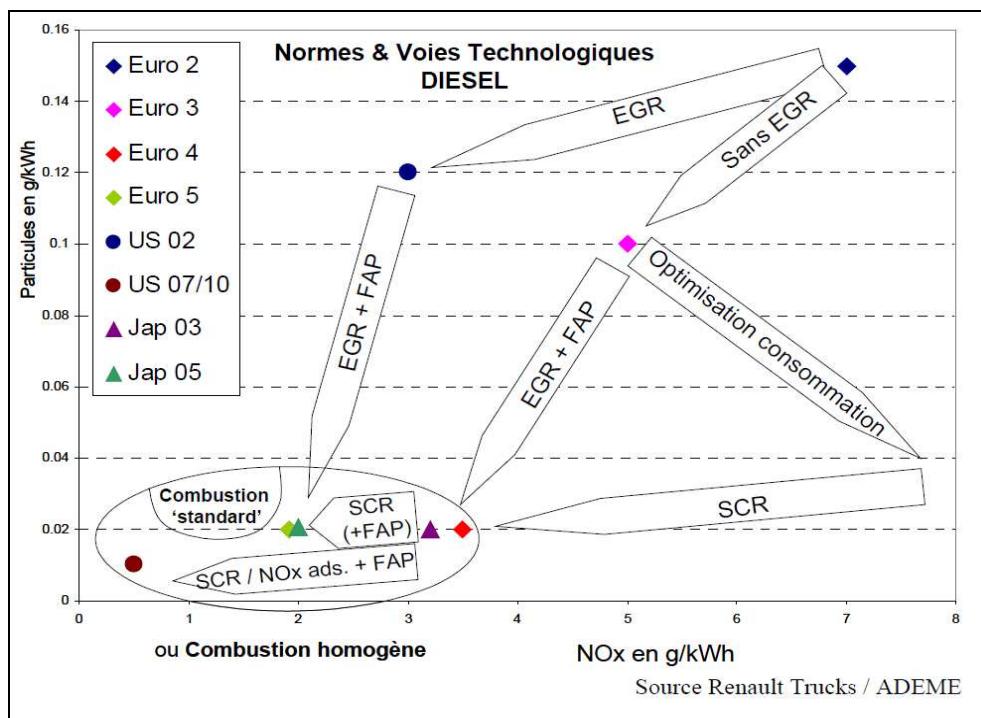 Normes & Voies Technologiques
DIESEL
Particules en g/kWh
0.16
0.14
0.12
0.1
0.08
0.06
0.04
0.02
0
Euro 2
Euro 3
Euro 4
Euro 5
US 02
US 07/10
Jap 03
Jap 05
EGR
Sans EGR
EGR + FAP
EGR + FAP
Optimisation consommation
SCR
Combustion
‘standard’
SCR
(+FAP)
SCR / NOx ads. + FAP
0 1 2 3 4 5 6 7 8
ou Combustion homogène
NOx en g/kWh
Source Renault Trucks / ADEME